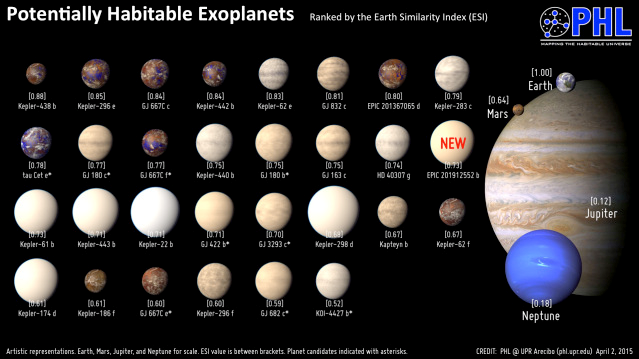 Potentially Habitable Exoplanets
Ranked by the Earth Similarity Index (ESI)
PHL
MAPPING THE HABITABLE UNIVERSE
[0.88] [0.85] [0.84] [0.84] [0.83] [0.81] [0.80] [0.79]
Kepler-438 b Kepler-296 e GJ 667C c Kepler-442 b Kepler-62 e GJ 832 c EPIC 201367065 d Kepler-283 c
NEW
[0.78] [0.77] [0.77] [0.75] [0.75] [0.75] [0.74] [0.73]
tau Cet e* GJ 180 c* GJ 667C f* Kepler-440 b GJ 180 b* GJ 163 c HD 40307 g EPIC 201912552 b
[0.73] [0.71] [0.71] [0.71] [0.70] [0.68] [0.67] [0.67]
Kepler-61 b Kepler-443 b Kepler-22 b GJ 422 b* GJ 3293 c* Kepler-298 d Kapteyn b Kepler-62 f
[0.61] [0.61] [0.60] [0.60] [0.59] [0.52]
Kepler-174 d Kepler-186 f GJ 667C e* Kepler-296 f GJ 682 c* KOI-4427 b*
[1.00]
Earth
[0.64]
Mars
[0.12]
Jupiter
[0.18]
Neptune
Artistic representations. Earth, Mars, Jupiter, and Neptune for scale. ESI value is between brackets. Planet candidates indicated with asterisks.
CREDIT: PHL @ UPR Arecibo (phl.upr.edu) April 2, 2015